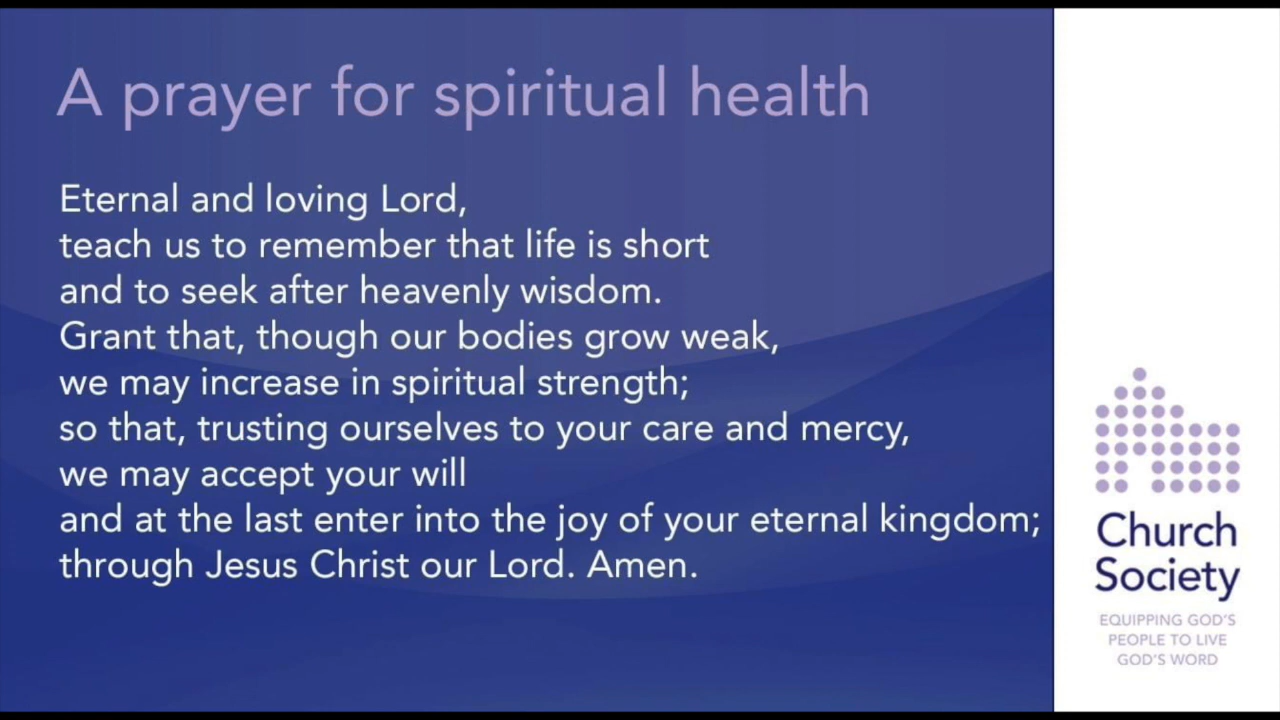 A prayer for spiritual health
Eternal and loving Lord,
teach us to remember that life is short
and to seek after heavenly wisdom.
Grant that, though our bodies grow weak,
we may increase in spiritual strength;
so that, trusting ourselves to your care and mercy,
we may accept your will
and at the last enter into the joy of your eternal kingdom;
through Jesus Christ our Lord. Amen.
Church
Society
EQUIPPING GOD'S
PEOPLE TO LIVE
GOD'S WORD